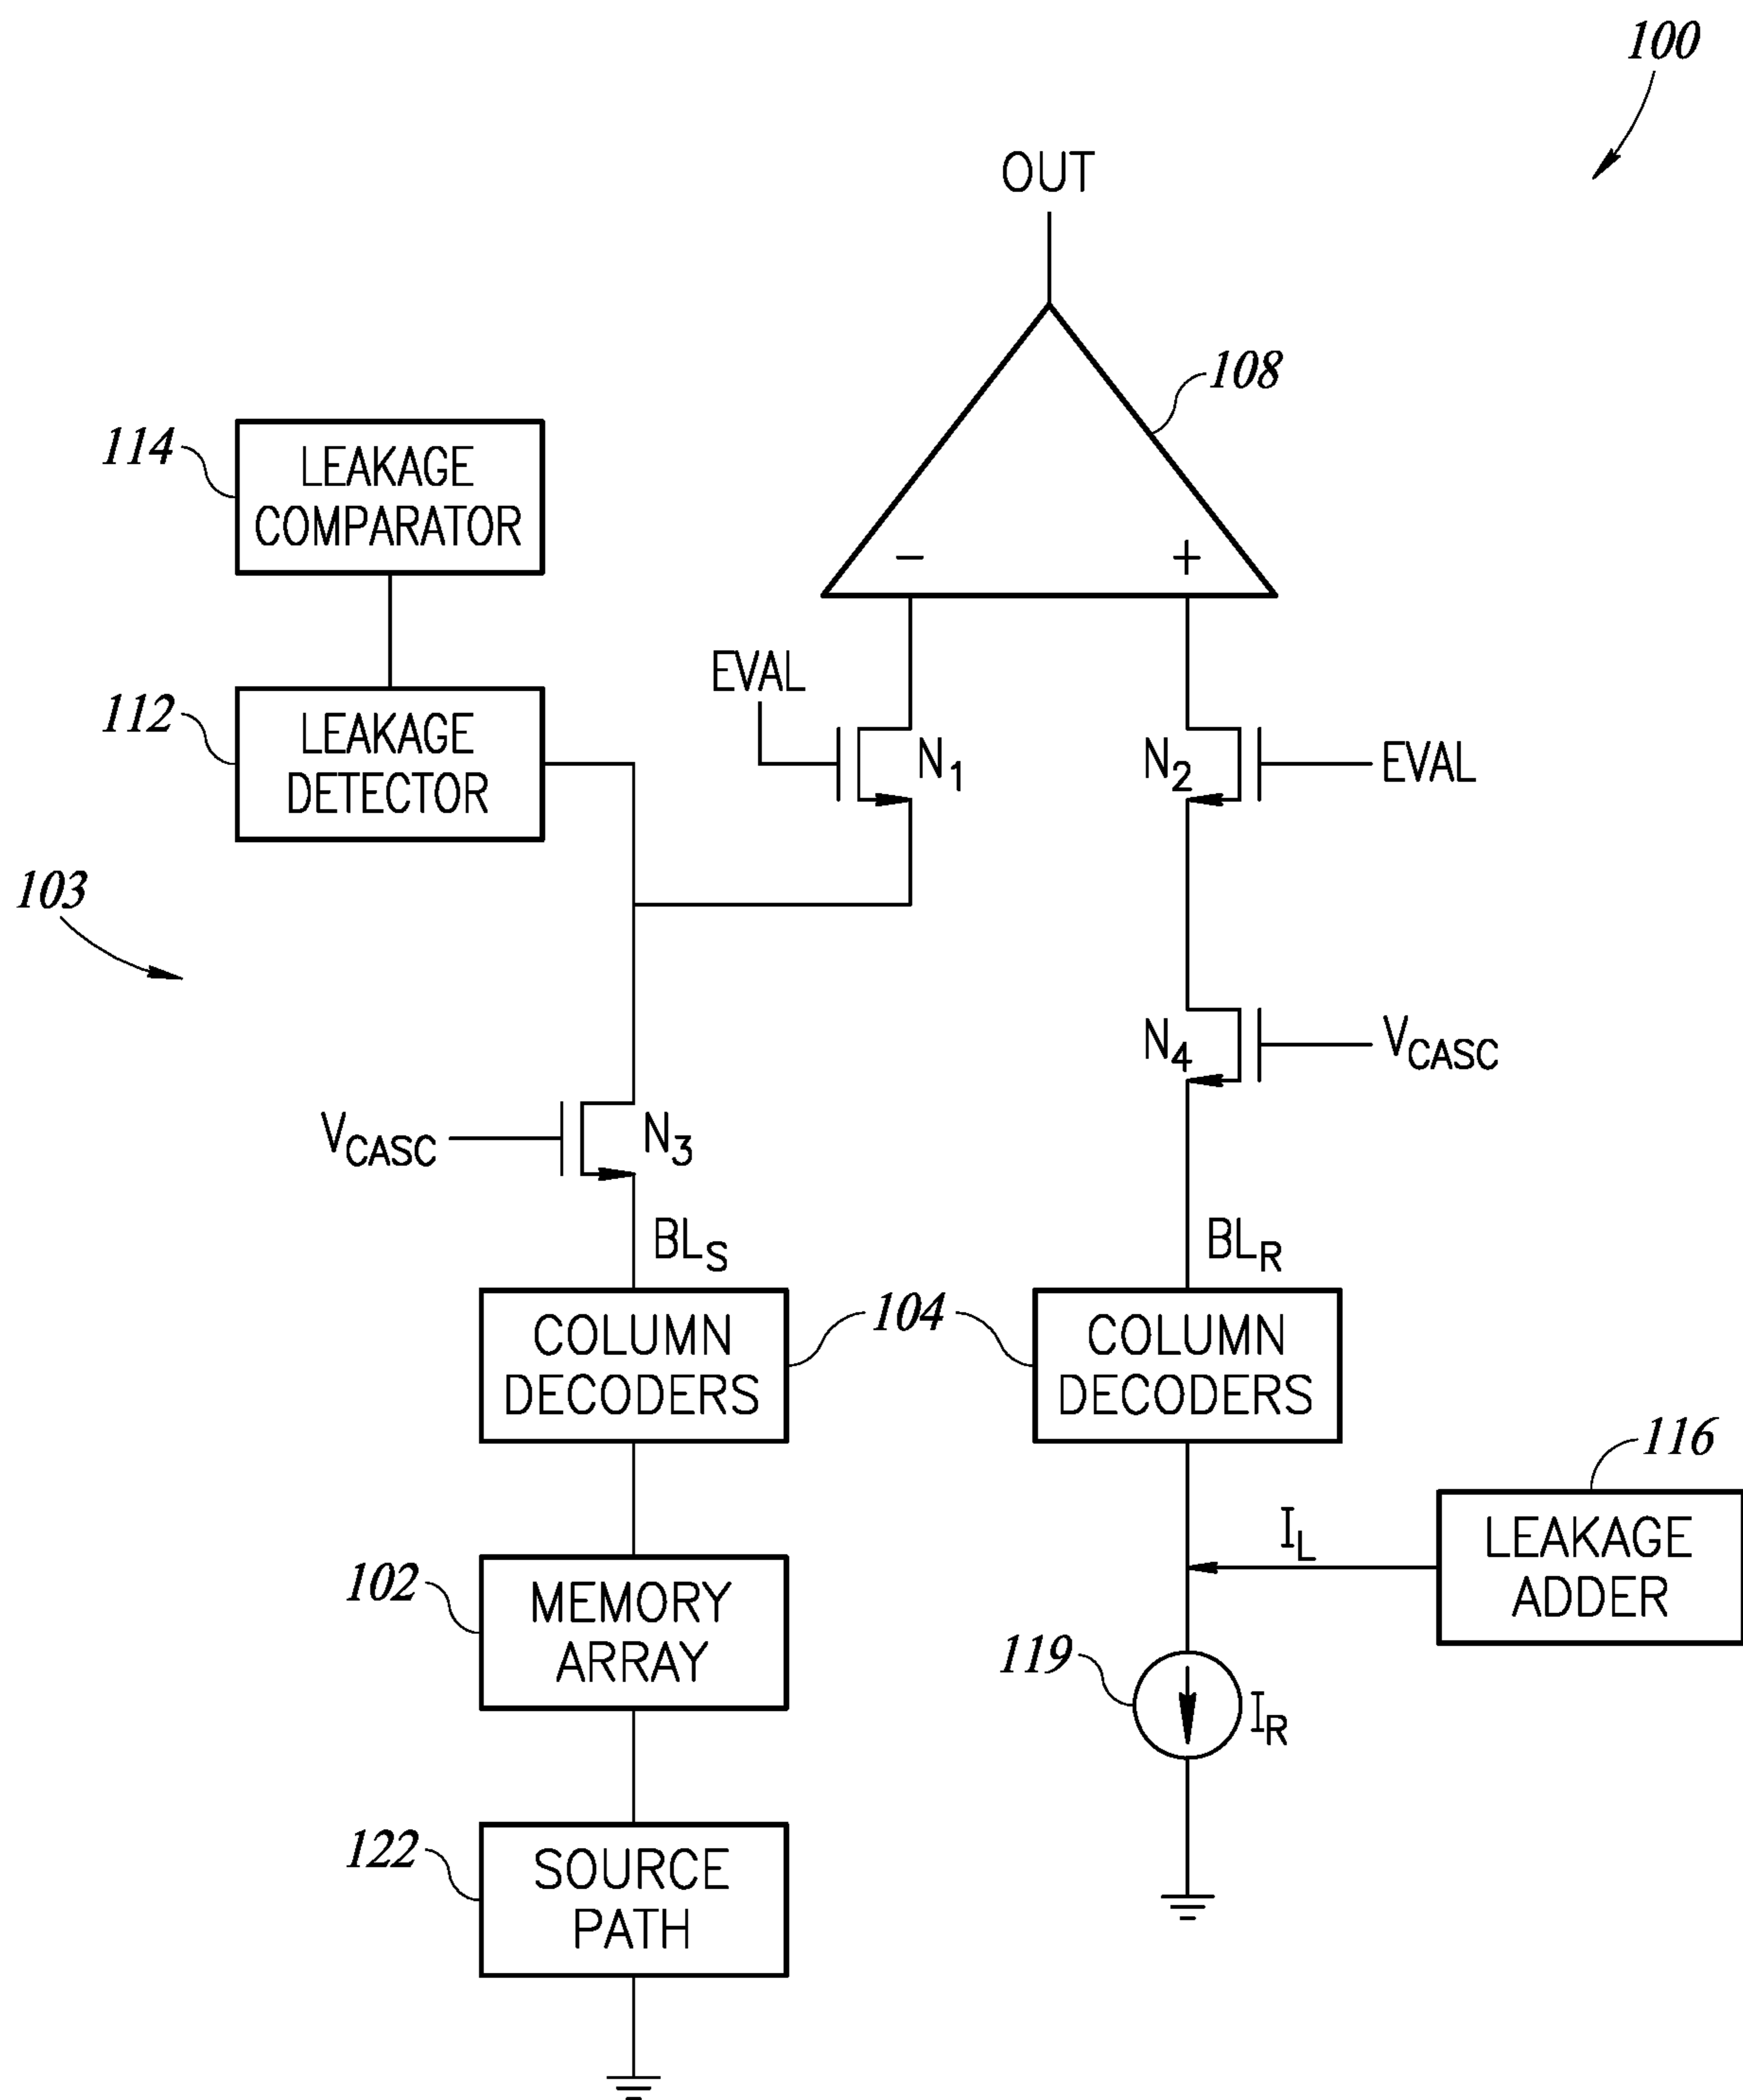 100
OUT
108
114
LEAKAGE
COMPARATOR
−
+
EVAL
112
LEAKAGE
DETECTOR
N1
N2
EVAL
103
N4
VCASC
VCASC
N3
BLS
BLR
COLUMN
DECODERS
104
COLUMN
DECODERS
116
IL
LEAKAGE
ADDER
102
MEMORY
ARRAY
119
IR
122
SOURCE
PATH